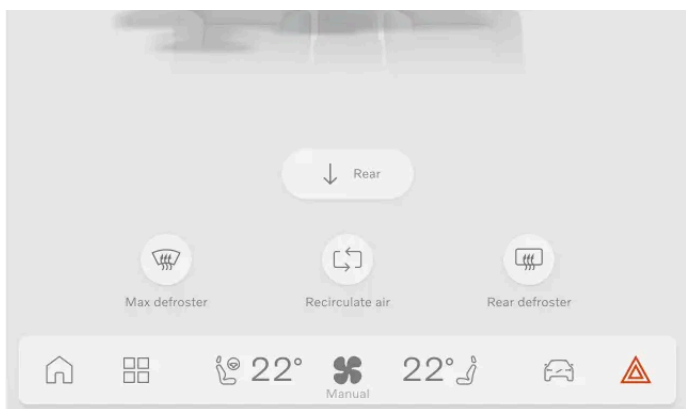 Rear
Max defroster
Recirculate air
Rear defroster
22° 22°
Manual